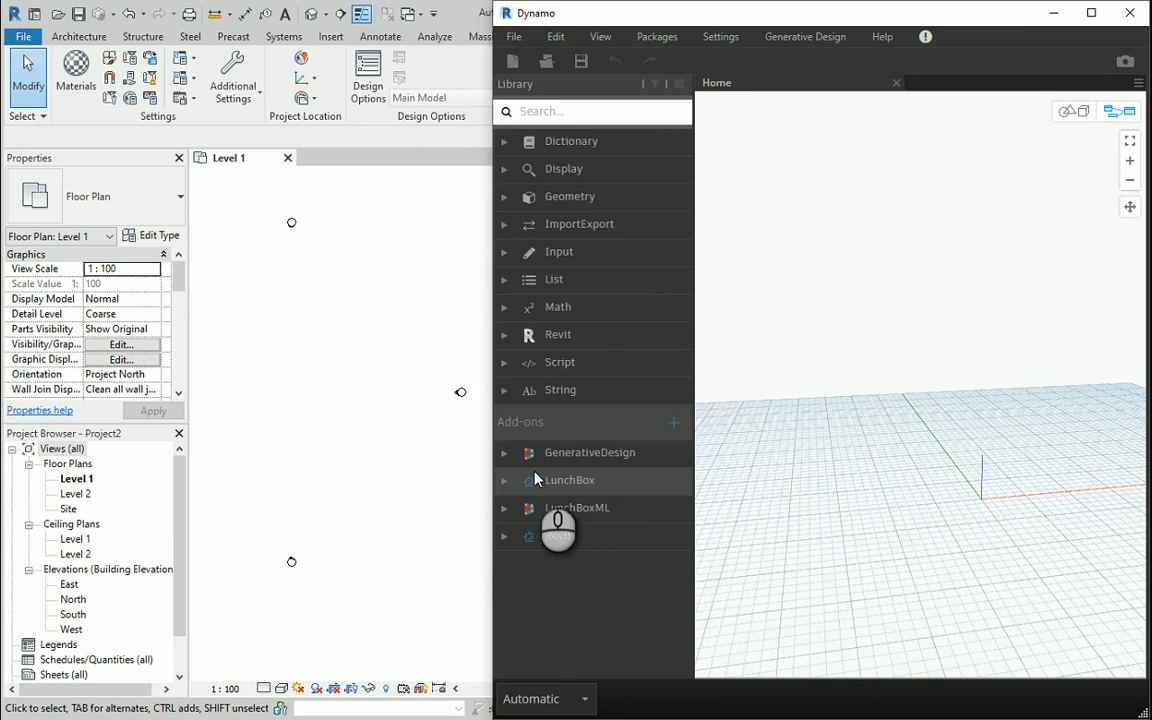 Au
Dynamo
File Architecture Structure Steel Precast Systems Insert Annotate Analyze Mass
File Edit View Packages Settings Generative Design Help
Modify
Materials
Additional Settings
Design Options
Main Model
Select
Settings
Project Location
Design Options
Library
Home
Search...
Properties
Level 1
Floor Plan
Floor Plan: Level 1
Edit Type
Graphics
View Scale 1 : 100
Scale Value 1: 100
Display Model Normal
Detail Level Coarse
Parts Visibility Show Original
Visibility/Grap... Edit...
Graphic Displ... Edit...
Orientation Project North
Wall Join Disp... Clean all wall j...
Properties help
Apply
Project Browser - Project2
Views (all)
Floor Plans
Level 1
Level 2
Site
Ceiling Plans
Level 1
Level 2
Elevations (Building Elevation
East
North
South
West
Legends
Schedules/Quantities (all)
Sheets (all)
Dictionary
Display
Geometry
ImportExport
Input
List
Math
Revit
Script
String
Add-ons
GenerativeDesign
LunchBox
LunchBoxML
1 : 100
Automatic
Click to select, TAB for alternates, CTRL adds, SHIFT unselect